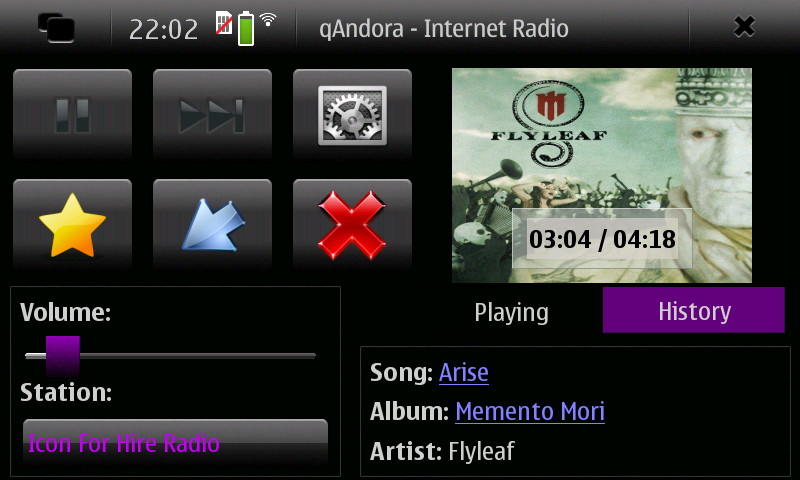 22:02 qAndora - Internet Radio
FLYLEAF
03:04 / 04:18
Volume:
Station:
Icon For Hire Radio
Playing History
Song: Arise
Album: Memento Mori
Artist: Flyleaf